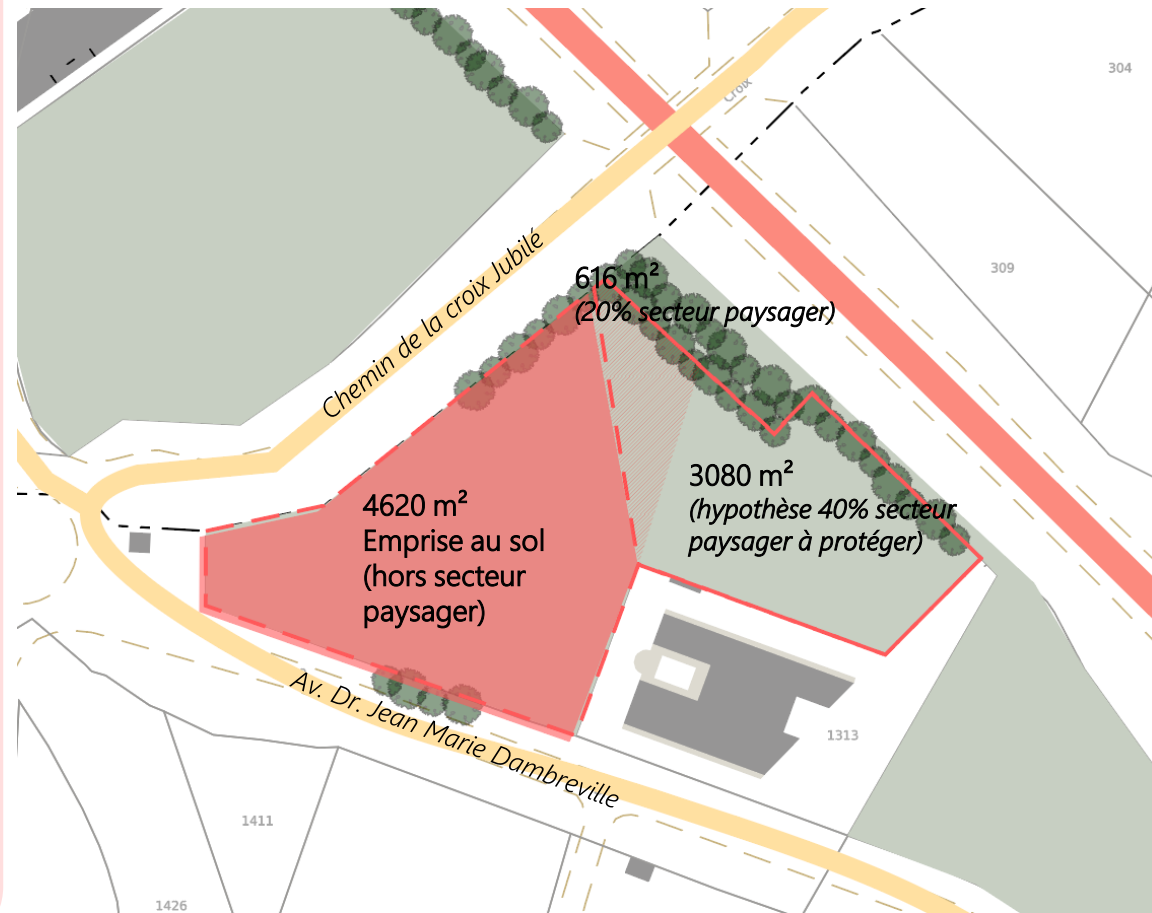 304
Croix
309
Chemin de la croix Jubilé
616 m²
(20% secteur paysager)
3080 m²
(hypothèse 40% secteur
paysager à protéger)
4620 m²
Emprise au sol
(hors secteur
paysager)
Av. Dr. Jean Marie Dambreville
1313
1411
1426